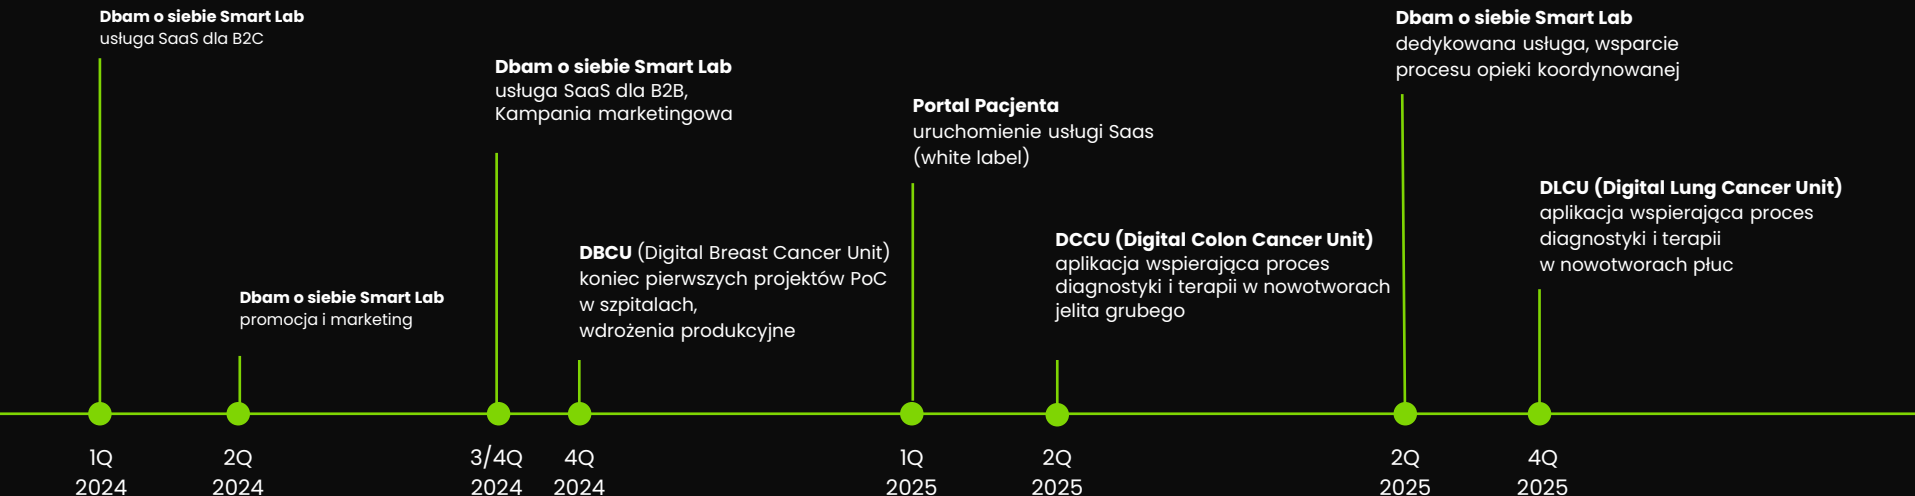 Dbam o siebie Smart Lab
usługa SaaS dla B2C
Dbam o siebie Smart Lab
promocja i marketing
Dbam o siebie Smart Lab
usługa SaaS dla B2B,
Kampania marketingowa
DBCU (Digital Breast Cancer Unit)
koniec pierwszych projektów PoC
w szpitalach,
wdrożenia produkcyjne
Portal Pacjenta
uruchomienie usługi Saas
(white label)
DCCU (Digital Colon Cancer Unit)
aplikacja wspierająca proces
diagnostyki i terapii w nowotworach
jelita grubego
Dbam o siebie Smart Lab
dedykowana usługa, wsparcie
procesu opieki koordynowanej
DLCU (Digital Lung Cancer Unit)
aplikacja wspierająca proces
diagnostyki i terapii
w nowotworach płuc
1Q
2024
2Q
2024
3/4Q
2024
4Q
2024
1Q
2025
2Q
2025
2Q
2025
4Q
2025